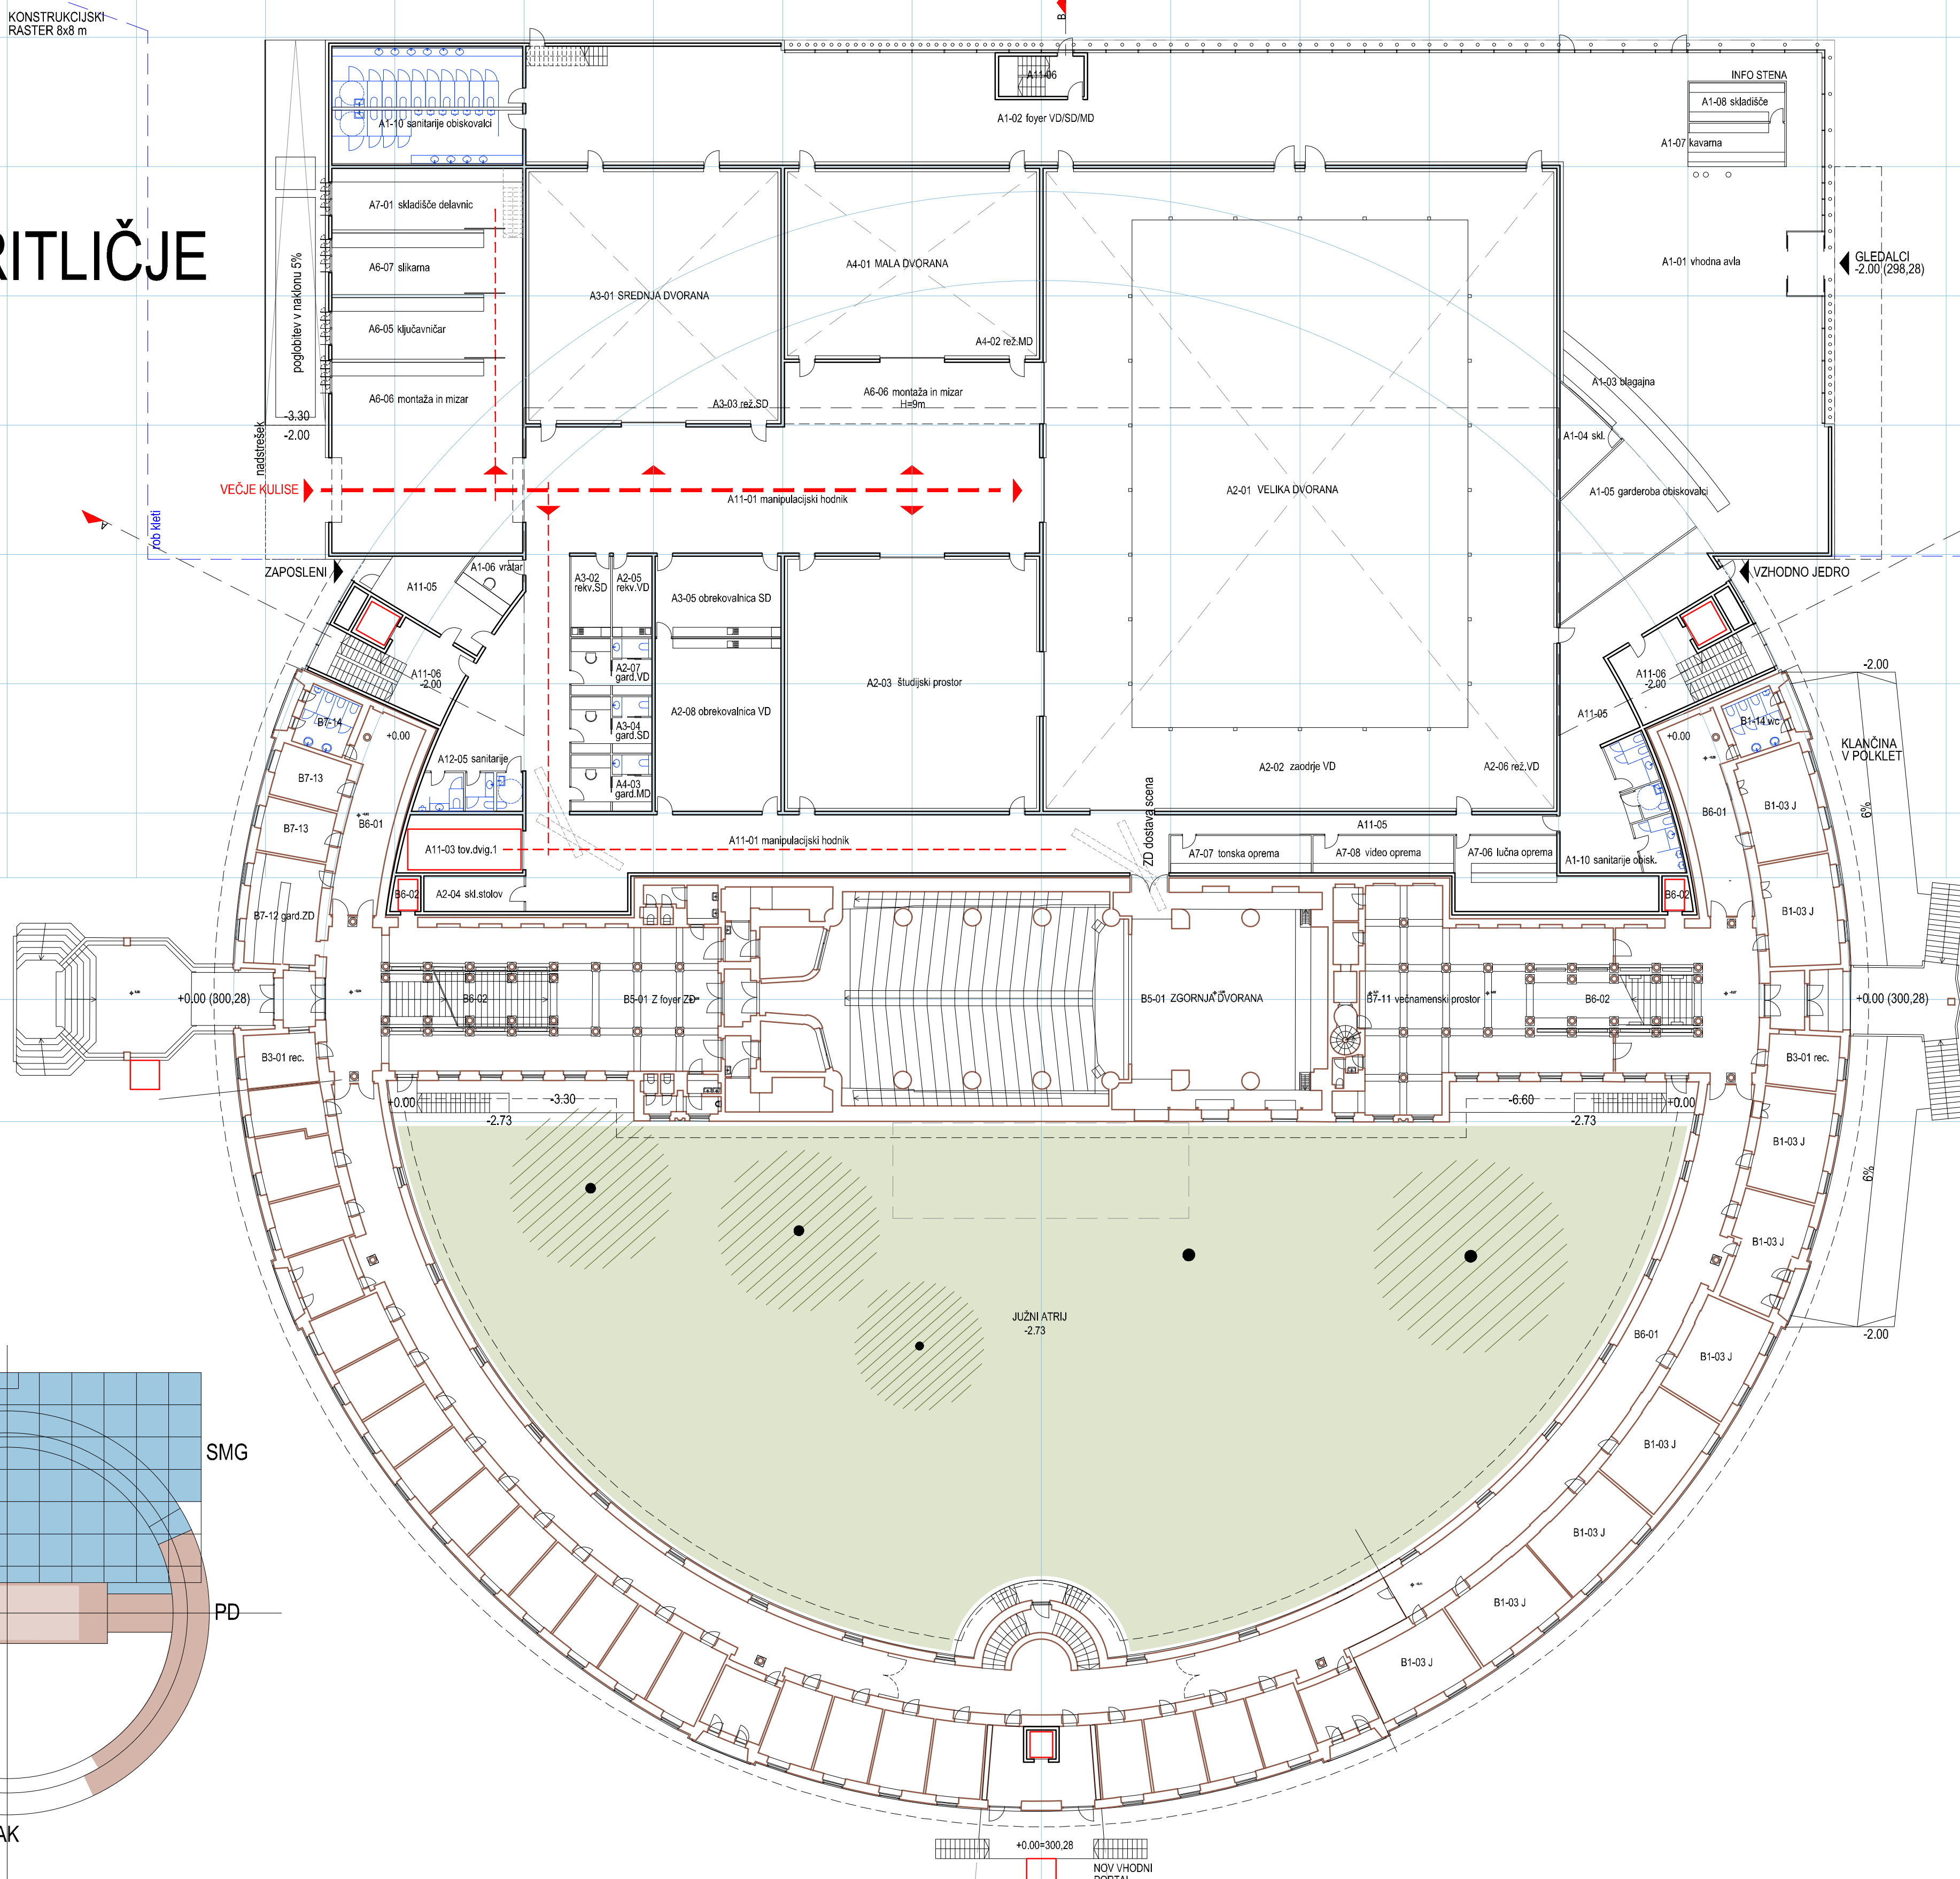 KONSTRUKCIJSKI
RASTER 8x8 m
B
A11-06
INFO STENA
A1-08 skladišče
A1-10 sanitarije obiskovalci
A1-02 foyer VD/SD/MD
A1-07 kavarna
A7-01 skladišče delavnic
RITLIČJE
poglobitev v naklonu 5%
A6-07 slikarna
A3-01 SREDNJA DVORANA
A4-01 MALA DVORANA
A1-01 vhodna avla
GLEDALCI
-2.00 (298,28)
A6-05 ključavničar
A4-02 rež.MD
A6-06 montaža in mizar
A3-03 rež.SD
A6-06 montaža in mizar
H=9m
A1-03 blagajna
-3.30
-2.00
nadstrešek
A1-04 skl.
VEČJE KULISE
A11-01 manipulacijski hodnik
A2-01 VELIKA DVORANA
A1-05 garderoba obiskovalci
A
rob kleti
ZAPOSLENI
A11-05
A1-06 vratar
A3-02
rekv.SD
A2-05
rekv.VD
A3-05 obrekovalnica SD
VZHODNO JEDRO
A11-06
-2.00
A2-07
gard.VD
A2-03 študijski prostor
A11-06
-2.00
-2.00
B7-14
+0.00
A3-04
gard.SD
A2-08 obrekovalnica VD
A11-05
B1-14 wc
+0.00
KLANČINA
V POLKLET
A12-05 sanitarije
A2-02 zaodrje VD
A2-06 rež.VD
B7-13
A4-03
gard.MD
ZD dostava scena
B7-13
B6-01
B6-01
B1-03 J
6%
A11-03 tov.dvig.1
A11-01 manipulacijski hodnik
A11-05
A7-07 tonska oprema
A7-08 video oprema
A7-06 lučna oprema
A1-10 sanitarije obisk.
B7-12 gard.ZD
B6-02
A2-04 skl.stolov
B6-02
B1-03 J
+0.00 (300,28)
B6-02
B5-01 Z foyer ZD
B5-01 ZGORNJA DVORANA
B7-11 večnamenski prostor
B6-02
+0.00 (300,28)
B3-01 rec.
B3-01 rec.
+0.00
-3.30
-2.73
-6.60
-2.73
+0.00
B1-03 J
6%
B1-03 J
JUŽNI ATRIJ
-2.73
B6-01
-2.00
B1-03 J
B1-03 J
SMG
B1-03 J
PD
B1-03 J
B1-03 J
AK
+0.00=300,28
NOV VHODNI
PORTAL